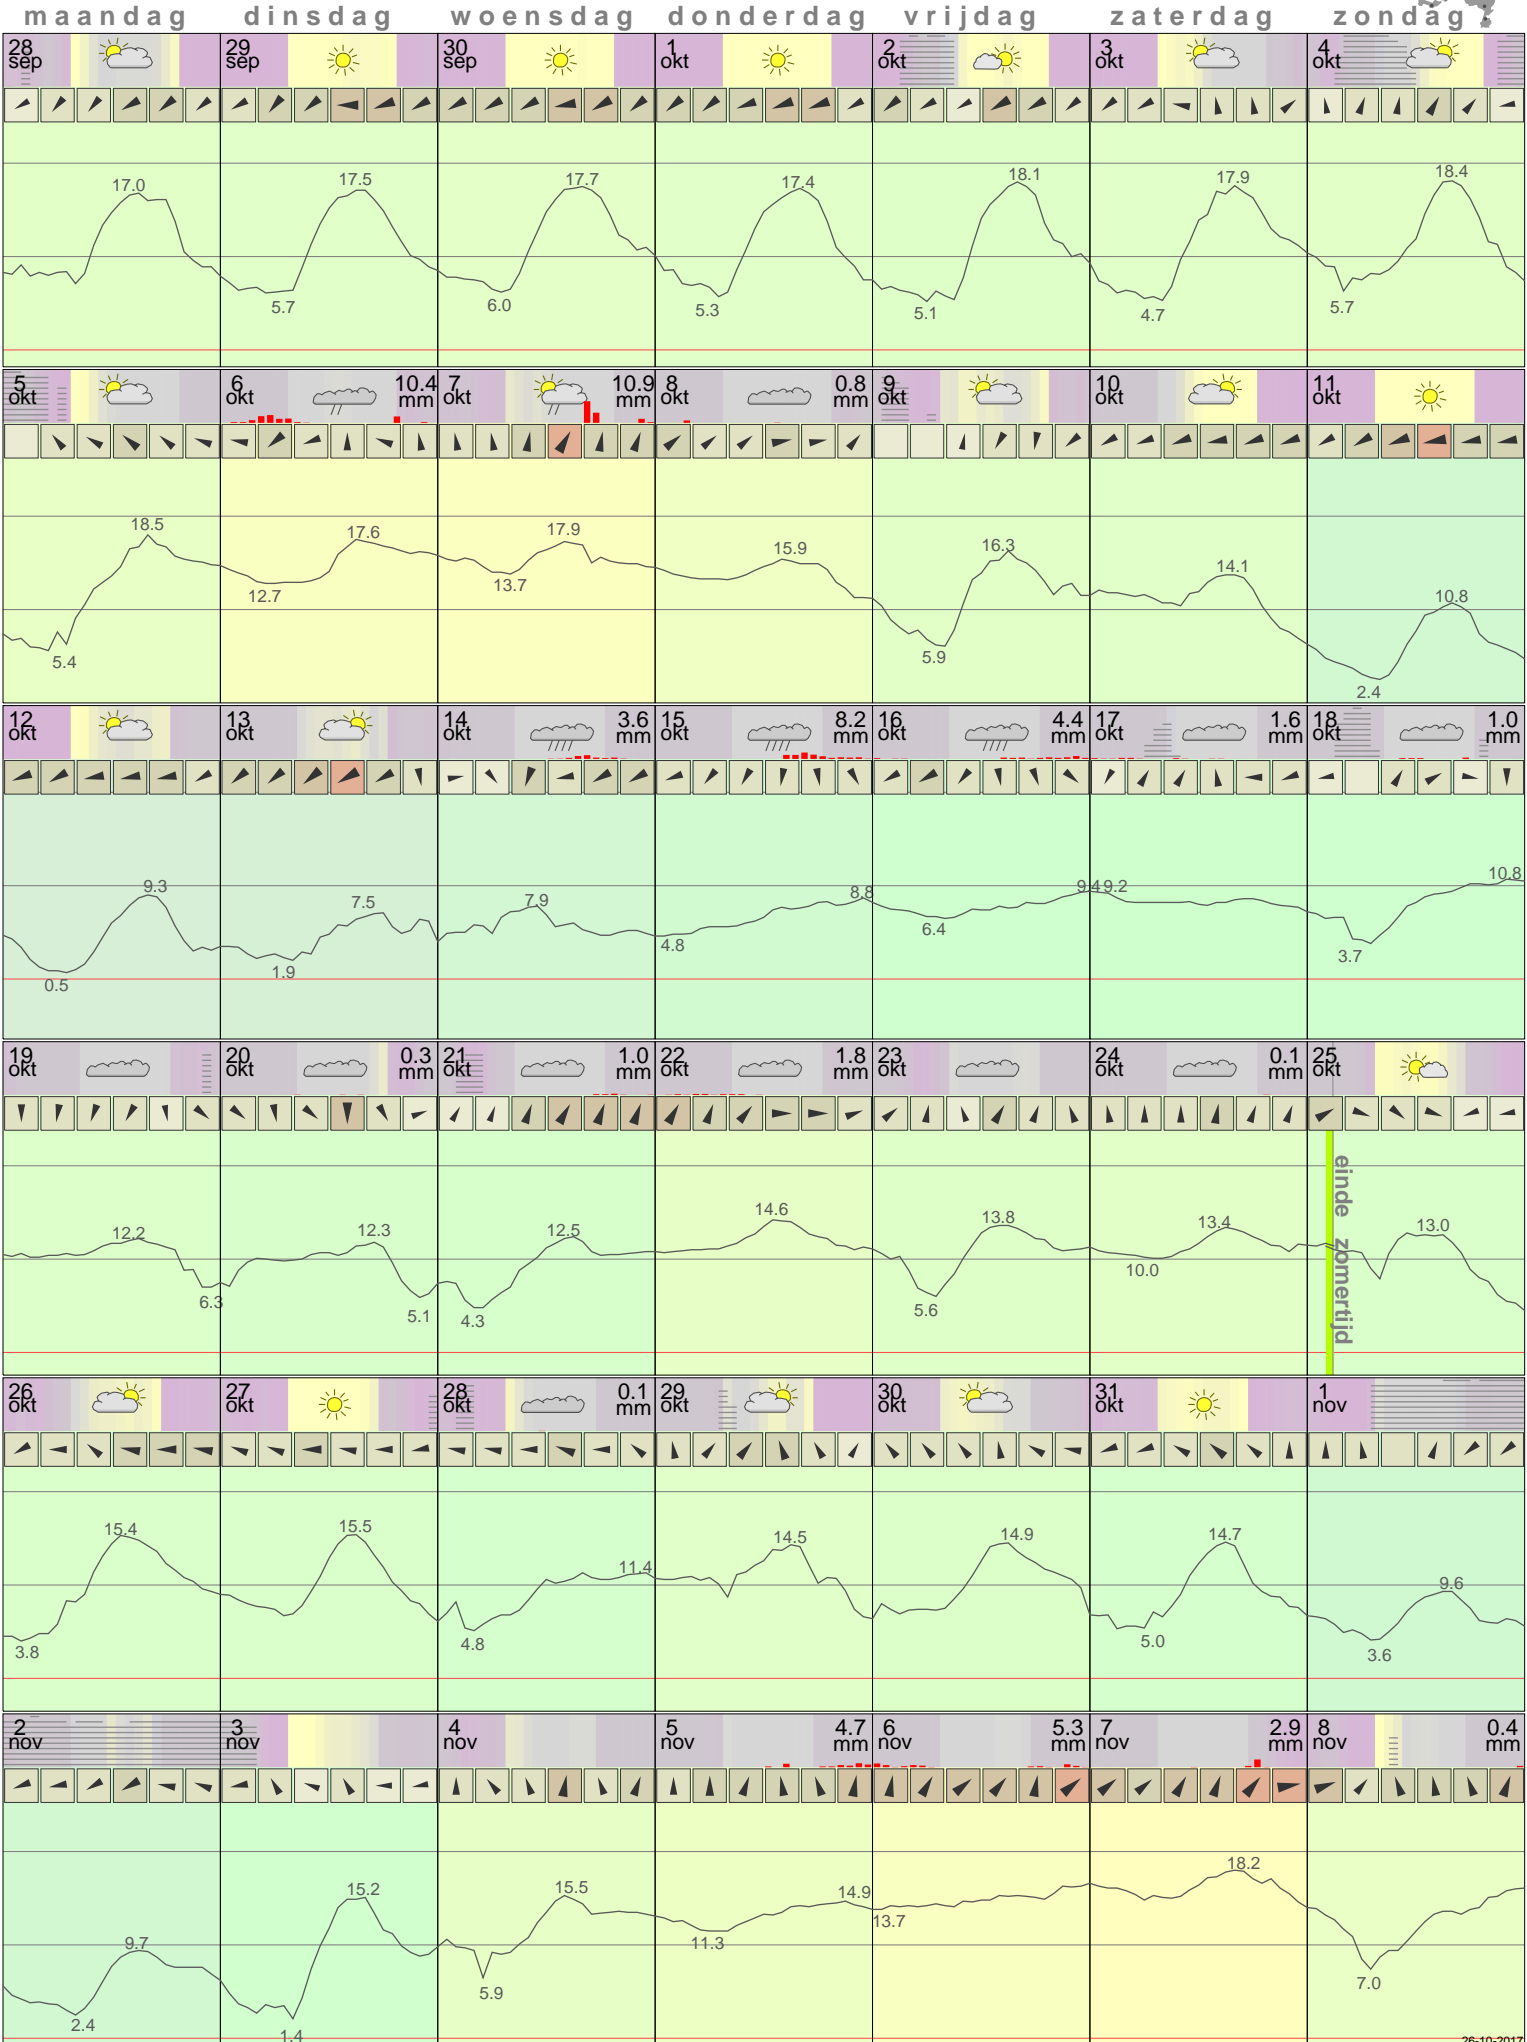 maandag dinsdag woensdag donderdag vrijdag zaterdag zondag
28 29 30 1 2 3 4
sep sep sep okt okt okt okt
17.0 17.5 17.7 17.4 18.1 17.9 18.4
5.7 6.0 5.3 5.1 4.7 5.7
5 6 10.4 7 10.9 8 0.8 9 10 11
okt okt mm okt mm okt mm okt okt okt
18.5 17.6 17.9 15.9 16.3 14.1 10.8
5.4 12.7 13.7 5.9 2.4
12 13 14 3.6 15 8.2 16 4.4 17 1.6 18 1.0
okt okt okt mm okt mm okt mm okt mm okt mm
9.3 7.5 7.9 8.8 9.4 9.2 10.8
0.5 1.9 4.8 6.4 3.7
19 20 0.3 21 1.0 22 1.8 23 24 0.1 25
okt okt mm okt mm okt mm okt okt mm okt
einde zomertijd
12.2 12.3 12.5 14.6 13.8 13.4 13.0
6.3 5.1 4.3 5.6 10.0
26 27 28 0.1 29 30 31 1
okt okt okt mm okt okt okt nov
15.4 15.5 11.4 14.5 14.9 14.7 9.6
3.8 4.8 5.0 3.6
2 3 4 5 4.7 6 5.3 7 2.9 8 0.4
nov nov nov nov mm nov mm nov mm nov mm
9.7 15.2 15.5 14.9 18.2
2.4 1.4 5.9 11.3 13.7 7.0
26-10-2017